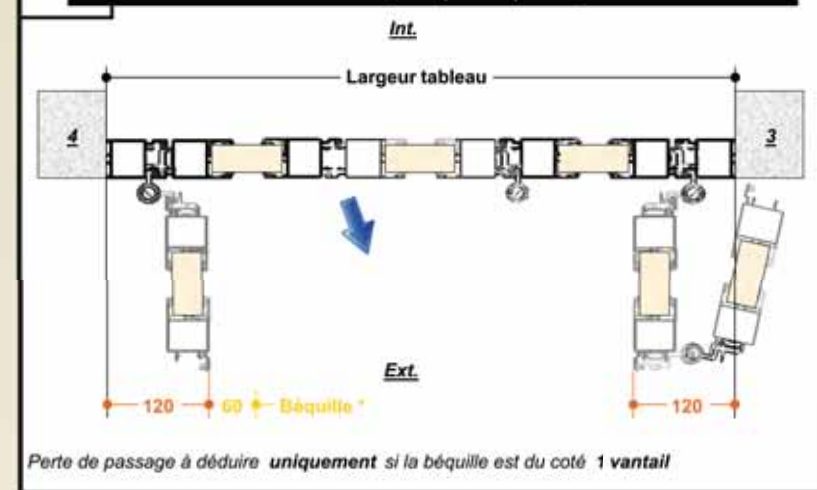 Int.
Largeur tableau
4
3
Ext.
120 60 Béquille * 120
Perte de passage à déduire uniquement si la béquille est du coté 1 vantail